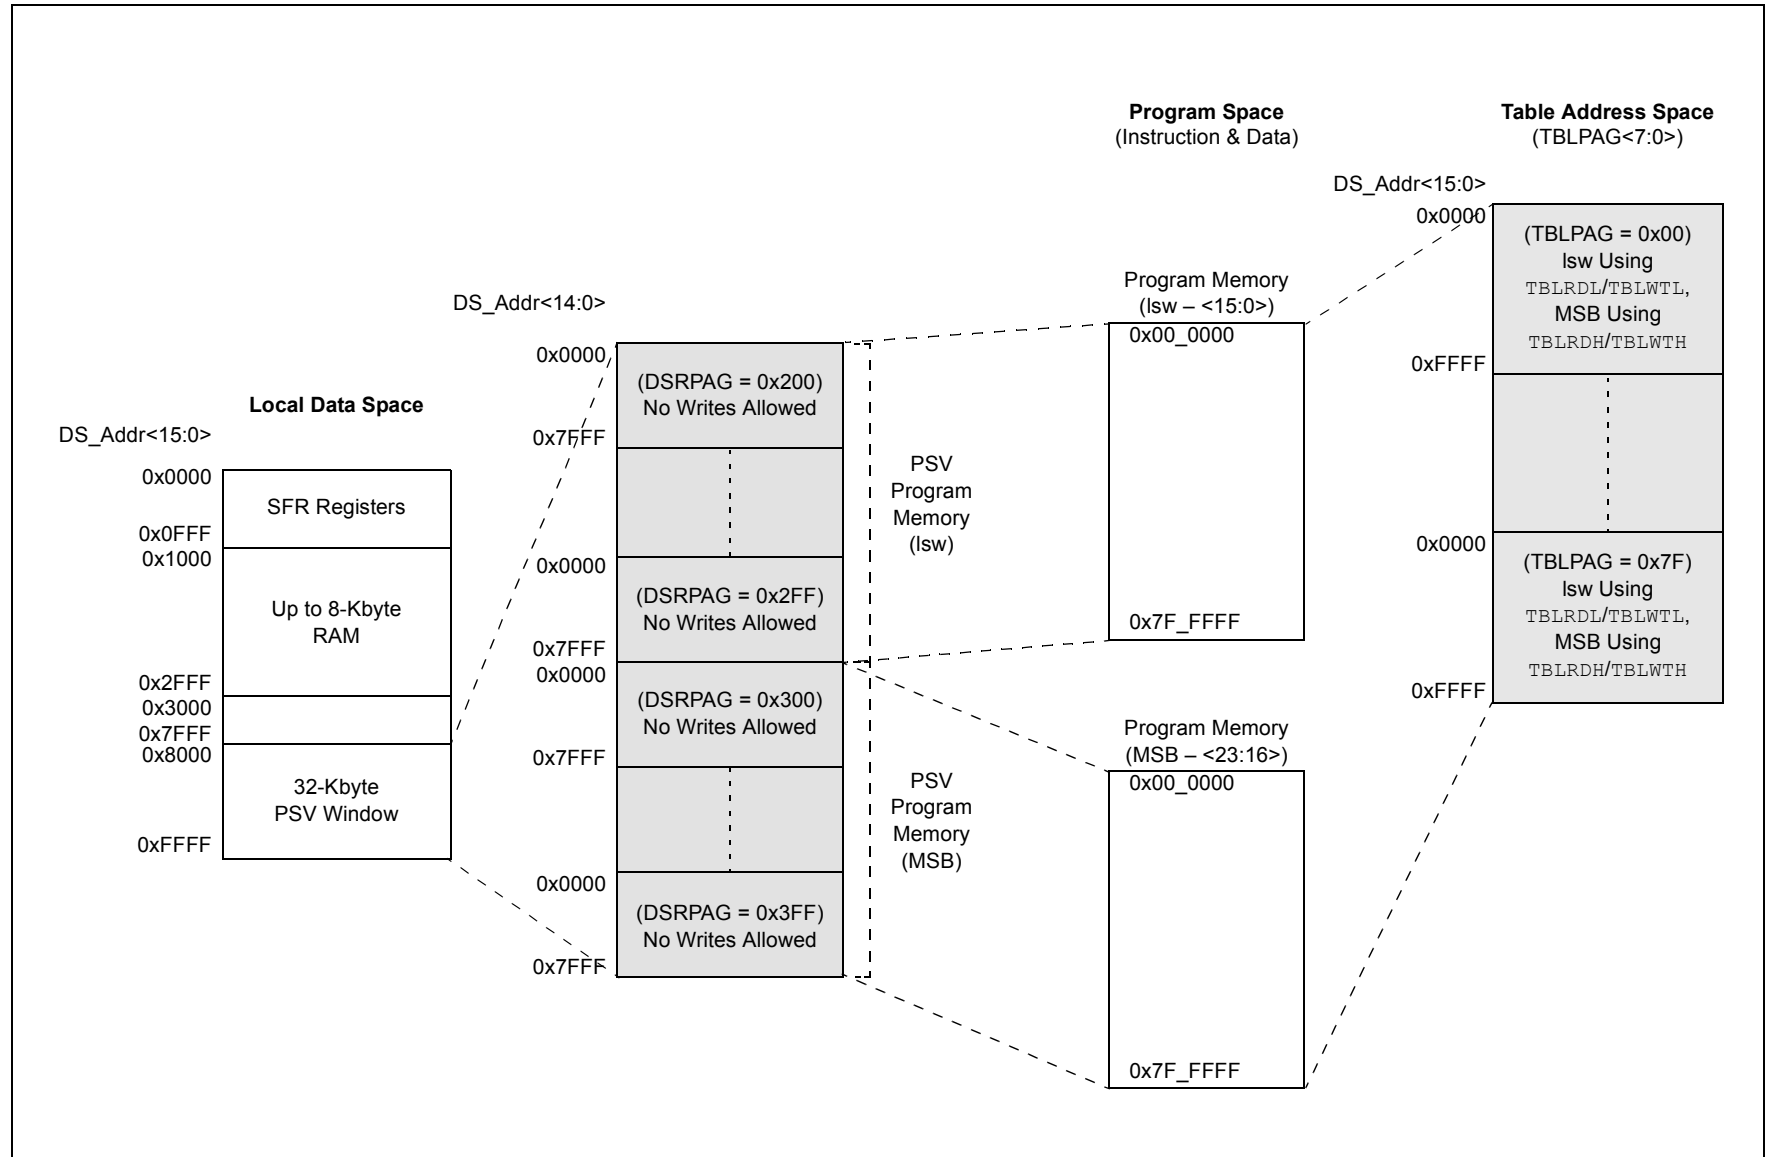 Program Space
(Instruction & Data)
Table Address Space
(TBLPAG<7:0>)
Local Data Space
DS_Addr<15:0>
0x0000
SFR Registers
0x0FFF
0x1000
Up to 8-Kbyte
RAM
0x2FFF
0x3000
0x7FFF
0x8000
32-Kbyte
PSV Window
0xFFFF
DS_Addr<14:0>
0x0000
(DSRPAG = 0x200)
No Writes Allowed
0x7FFF
0x0000
(DSRPAG = 0x2FF)
No Writes Allowed
0x7FFF
0x0000
(DSRPAG = 0x300)
No Writes Allowed
0x7FFF
0x0000
(DSRPAG = 0x3FF)
No Writes Allowed
0x7FFF
PSV
Program
Memory
(lsw)
PSV
Program
Memory
(MSB)
Program Memory
(lsw – <15:0>)
0x00_0000
0x7F_FFFF
Program Memory
(MSB – <23:16>)
0x00_0000
0x7F_FFFF
DS_Addr<15:0>
0x0000
(TBLPAG = 0x00)
lsw Using
TBLRDL/TBLWTL,
MSB Using
TBLRDH/TBLWTH
0xFFFF
0x0000
(TBLPAG = 0x7F)
lsw Using
TBLRDL/TBLWTL,
MSB Using
TBLRDH/TBLWTH
0xFFFF